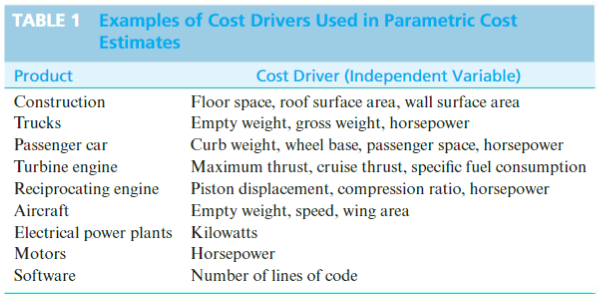 TABLE 1 Examples of Cost Drivers Used in Parametric Cost
Estimates
Product Cost Driver (Independent Variable)
Construction Floor space, roof surface area, wall surface area
Trucks Empty weight, gross weight, horsepower
Passenger car Curb weight, wheel base, passenger space, horsepower
Turbine engine Maximum thrust, cruise thrust, specific fuel consumption
Reciprocating engine Piston displacement, compression ratio, horsepower
Aircraft Empty weight, speed, wing area
Electrical power plants Kilowatts
Motors Horsepower
Software Number of lines of code